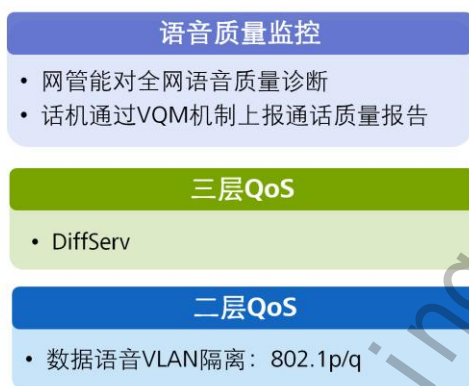 语音质量监控
• 网管能对全网语音质量诊断
• 话机通过VQM机制上报通话质量报告
三层QoS
• DiffServ
二层QoS
• 数据语音VLAN隔离：802.1p/q
ing